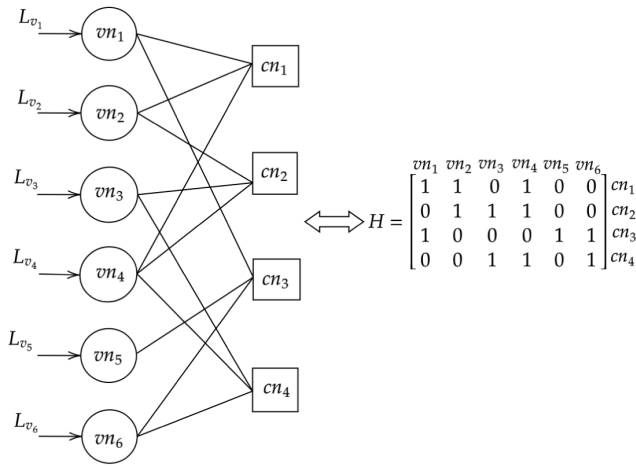 L_{v_1} vn_1
cn_1
L_{v_2} vn_2
L_{v_3} vn_3
cn_2
L_{v_4} vn_4
cn_3
L_{v_5} vn_5
cn_4
L_{v_6} vn_6
vn_1 vn_2 vn_3 vn_4 vn_5 vn_6
1 1 0 1 0 0 cn_1
H = 0 1 1 1 0 0 cn_2
1 0 0 0 1 1 cn_3
0 0 1 1 0 1 cn_4